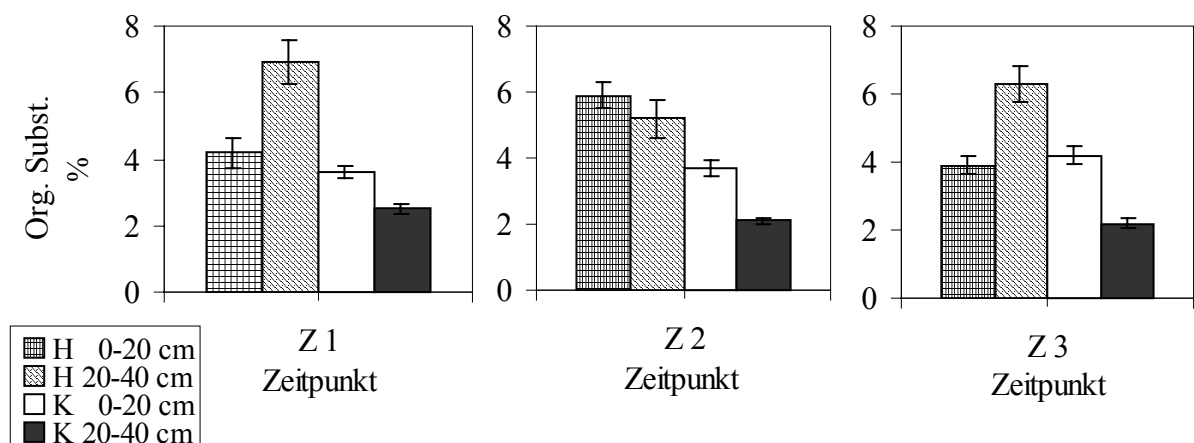 Org. Subst.
%
8
6
4
2
0
Z 1
Zeitpunkt
8
6
4
2
0
Z 2
Zeitpunkt
8
6
4
2
0
Z 3
Zeitpunkt
H 0-20 cm
H 20-40 cm
K 0-20 cm
K 20-40 cm